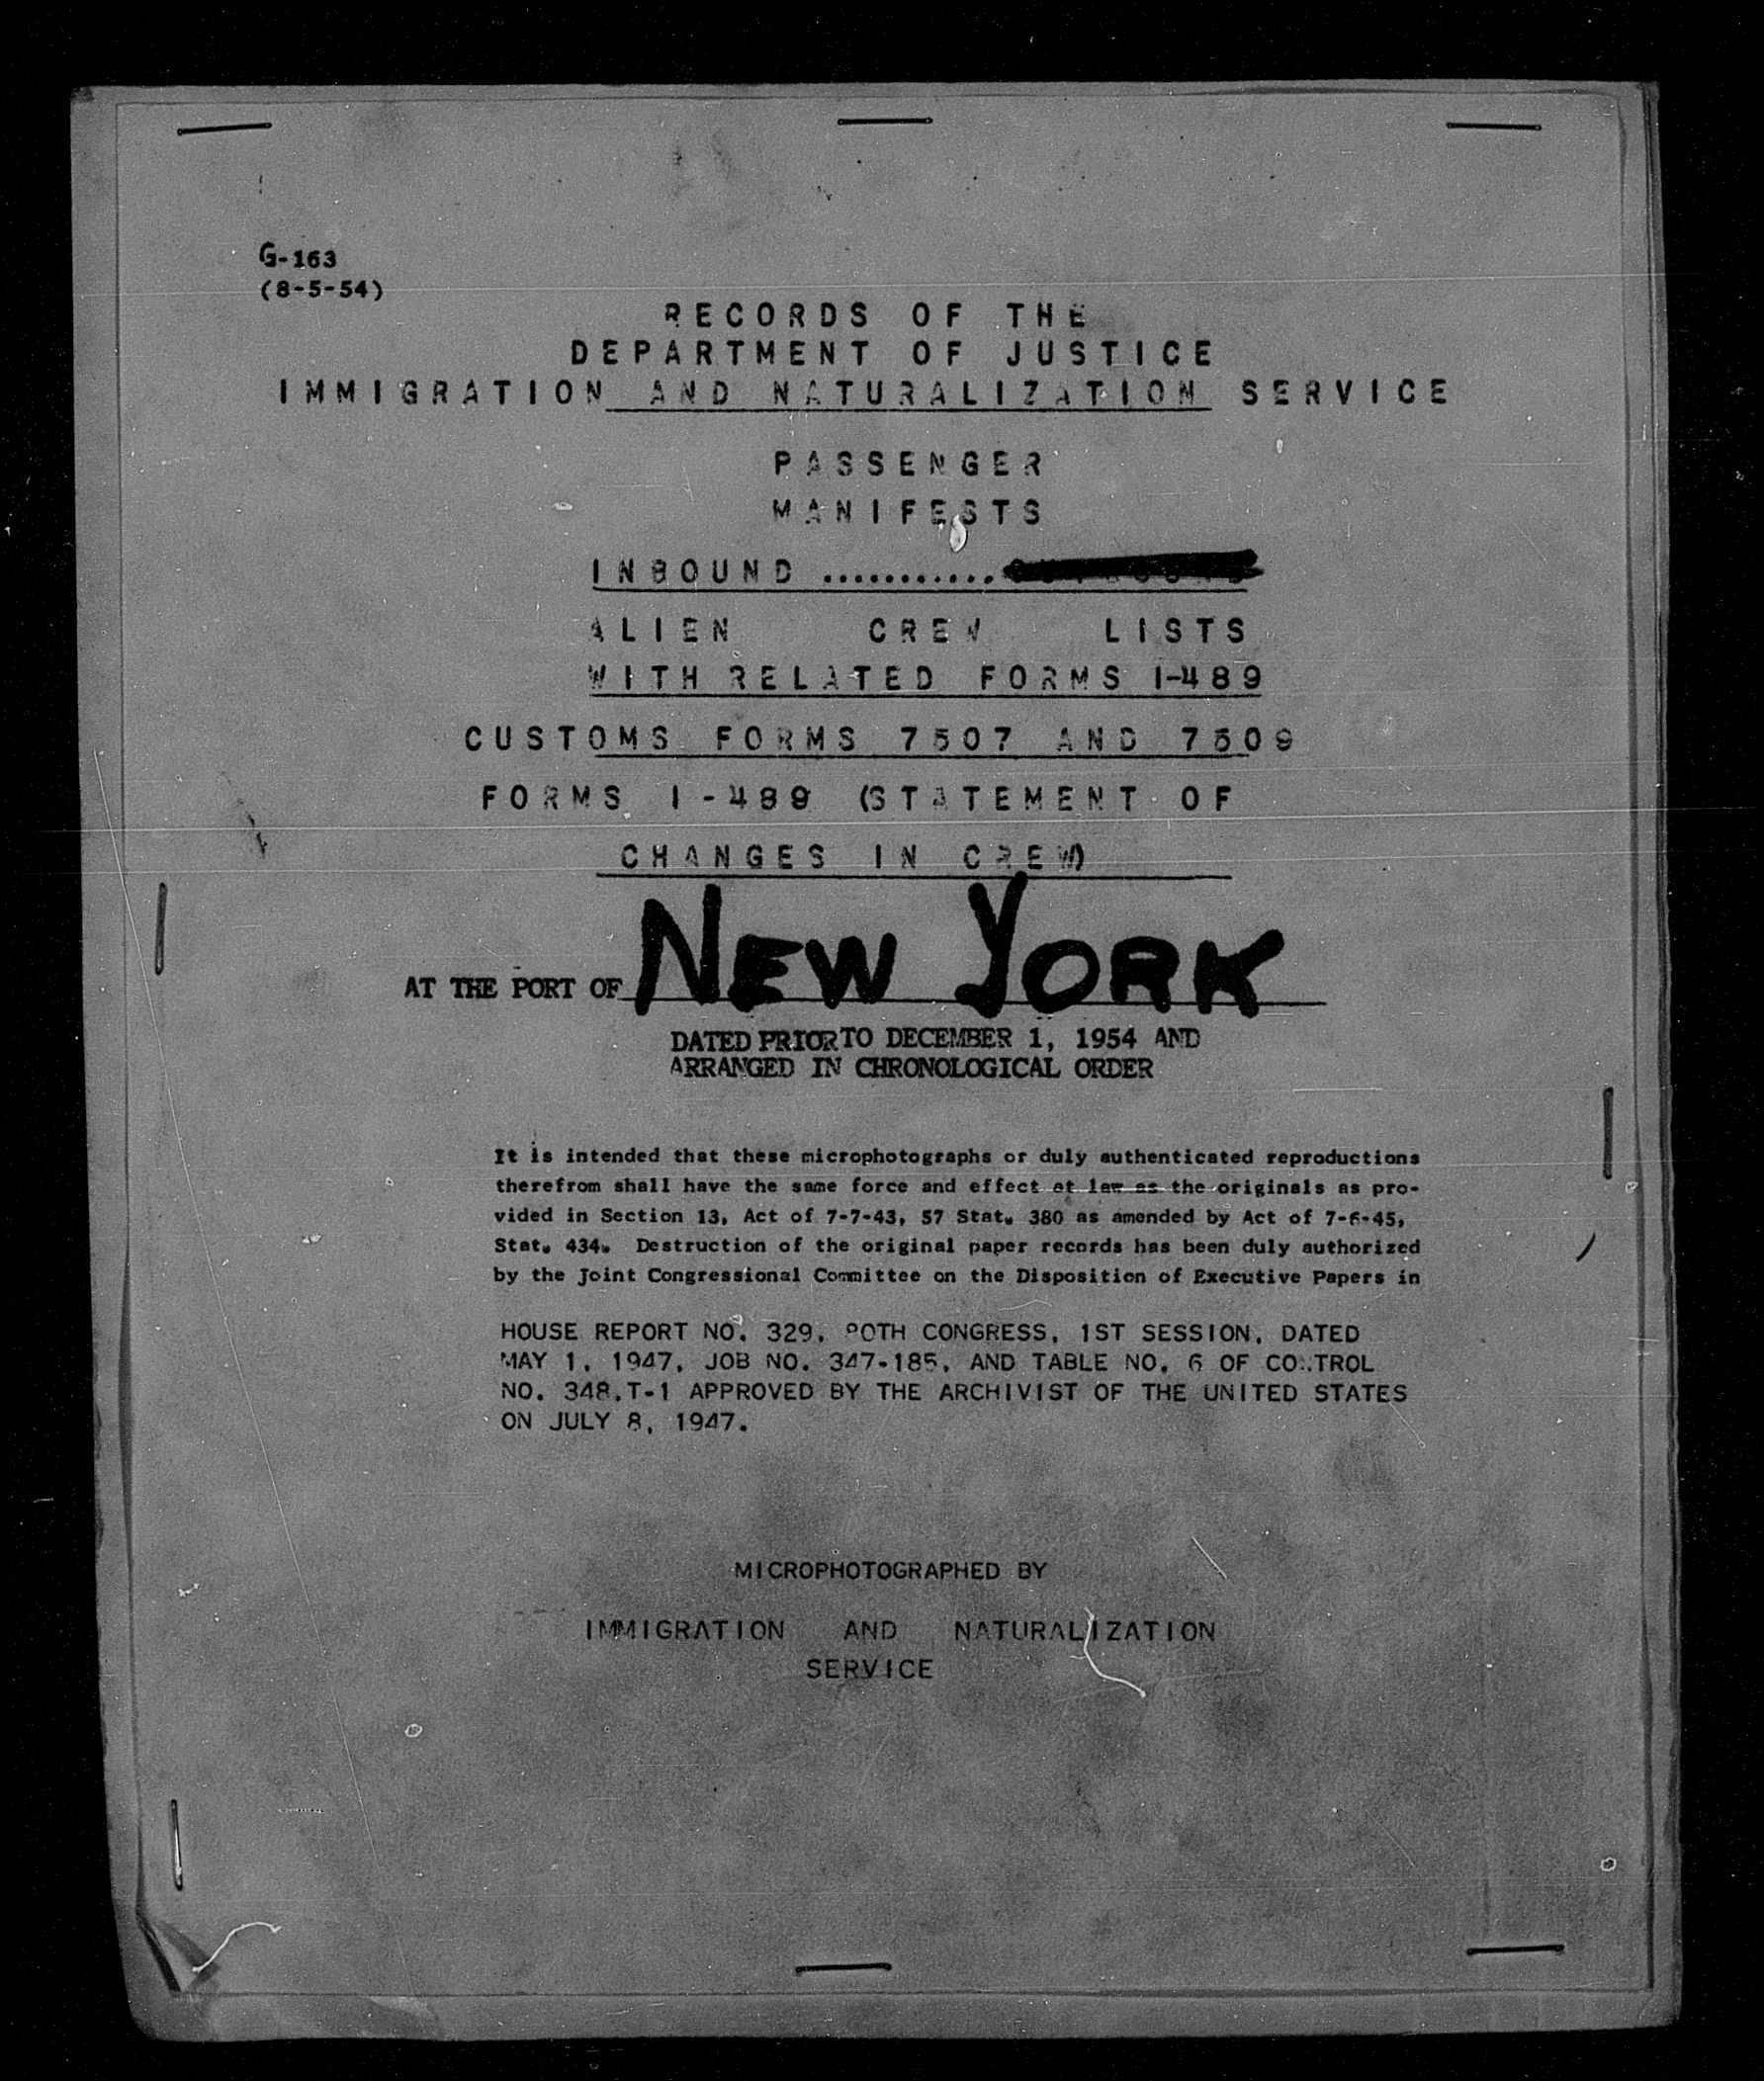 G-163
(8-5-54)
RECORDS OF THE
DEPARTMENT OF JUSTICE
IMMIGRATION AND NATURALIZATION SERVICE
PASSENGER
MANIFESTS
INBOUND ...........
ALIEN CREW LISTS
WITH RELATED FORMS I-489
CUSTOMS FORMS 7507 AND 7509
FORMS I-489 (STATEMENT OF
CHANGES IN CREW)
AT THE PORT OF NEW YORK
DATED PRIOR TO DECEMBER 1, 1954 AND
ARRANGED IN CHRONOLOGICAL ORDER
It is intended that these microphotographs or duly authenticated reproductions
therefrom shall have the same force and effect at law as the originals as pro-
vided in Section 13, Act of 7-7-43, 57 Stat. 380 as amended by Act of 7-6-45,
Stat. 434. Destruction of the original paper records has been duly authorized
by the Joint Congressional Committee on the Disposition of Executive Papers in
HOUSE REPORT NO. 329, 80TH CONGRESS, 1ST SESSION, DATED
MAY 1, 1947, JOB NO. 347-185, AND TABLE NO. 6 OF CONTROL
NO. 348.T-1 APPROVED BY THE ARCHIVIST OF THE UNITED STATES
ON JULY 8, 1947.
MICROPHOTOGRAPHED BY
IMMIGRATION AND NATURALIZATION
SERVICE